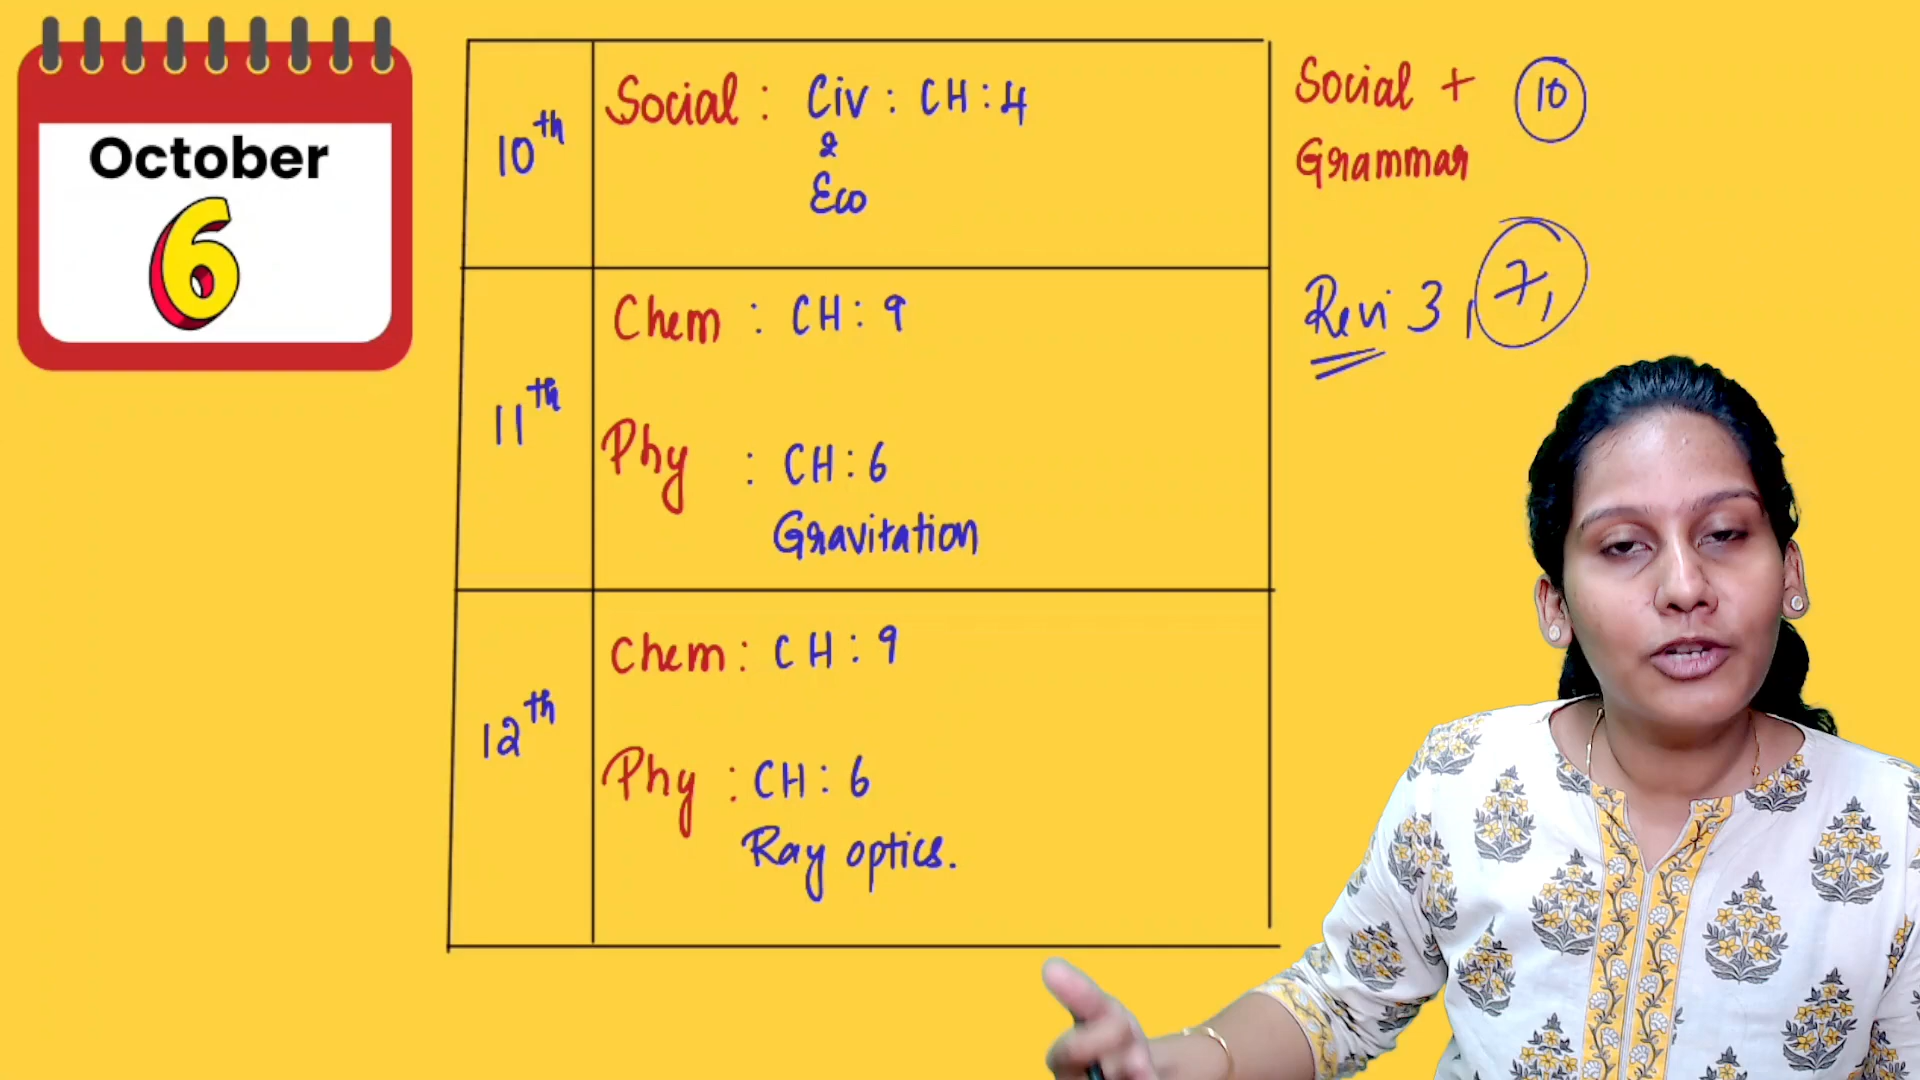 October
6
10th
Social : Civ : CH : 4
&
Eco
11th
Chem : CH : 9
Phy : CH : 6
Gravitation
12th
Chem : CH : 9
Phy : CH : 6
Ray optics.
Social + 10
Grammar
Revi 3, 7,